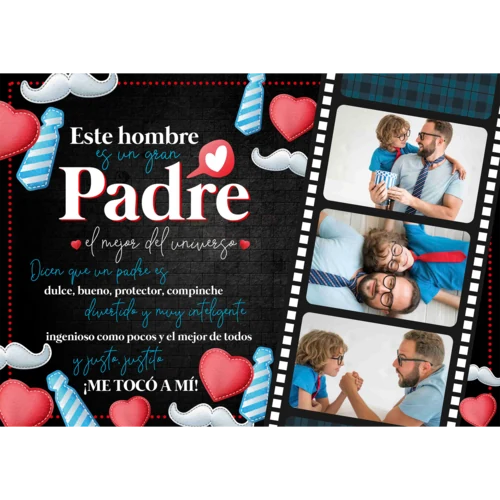 Este hombre
es un gran
Padre
el mejor del universo
Dicen que un padre es
dulce, bueno, protector, compinche
divertido y muy inteligente
ingenioso como pocos y el mejor de todos
y justo, justito
¡ME TOCÓ A MÍ!